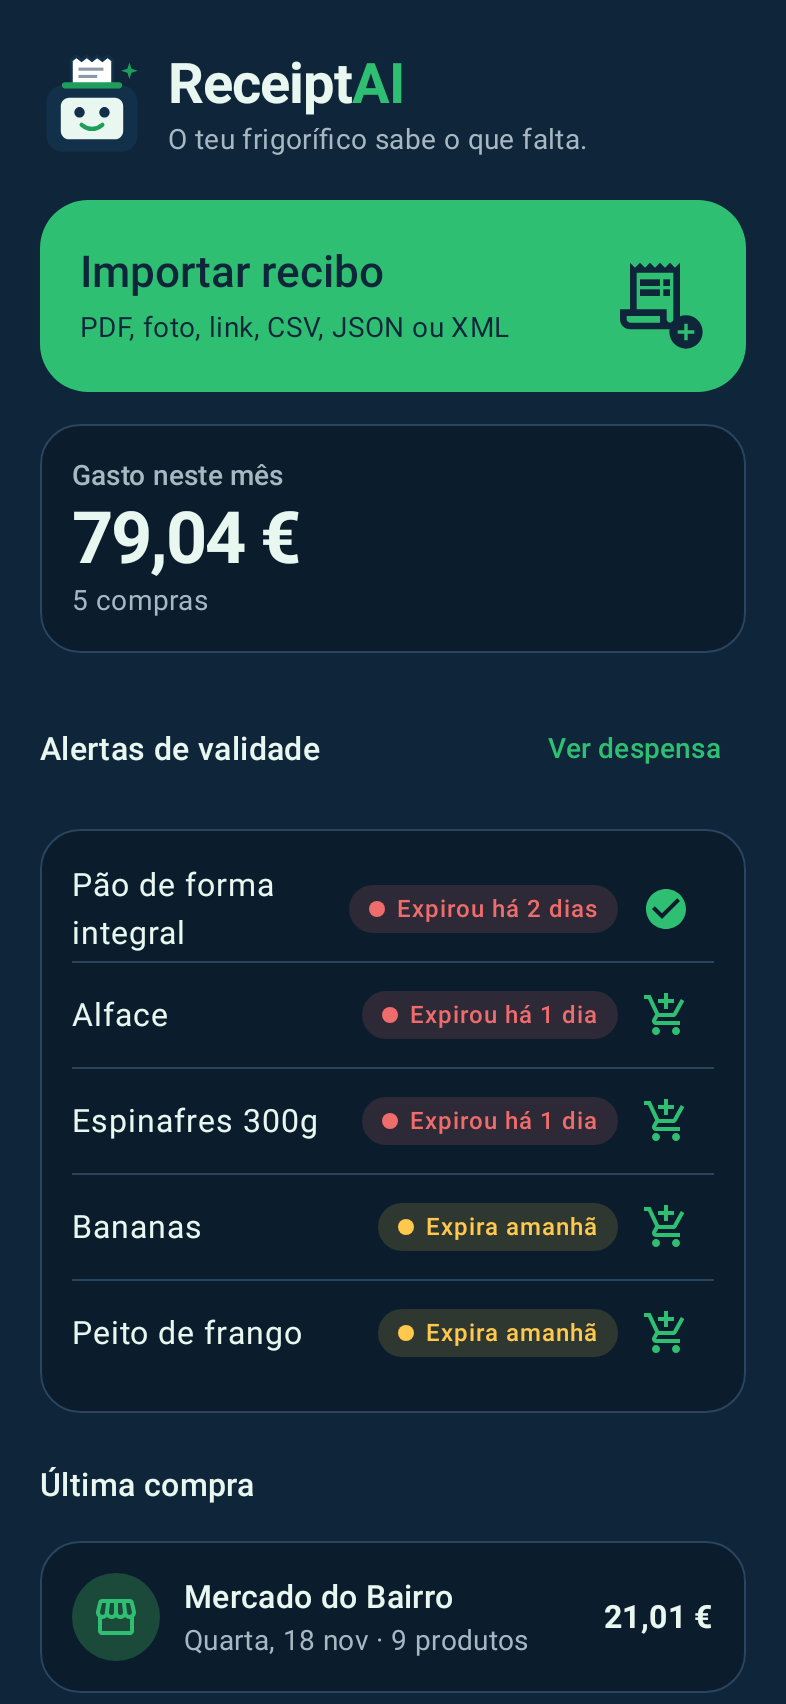 ReceiptAI
O teu frigorífico sabe o que falta.
Importar recibo
PDF, foto, link, CSV, JSON ou XML
Gasto neste mês
79,04 €
5 compras
Alertas de validade
Ver despensa
Pão de forma
integral
Expirou há 2 dias
Alface
Expirou há 1 dia
Espinafres 300g
Expirou há 1 dia
Bananas
Expira amanhã
Peito de frango
Expira amanhã
Última compra
Mercado do Bairro
Quarta, 18 nov · 9 produtos
21,01 €